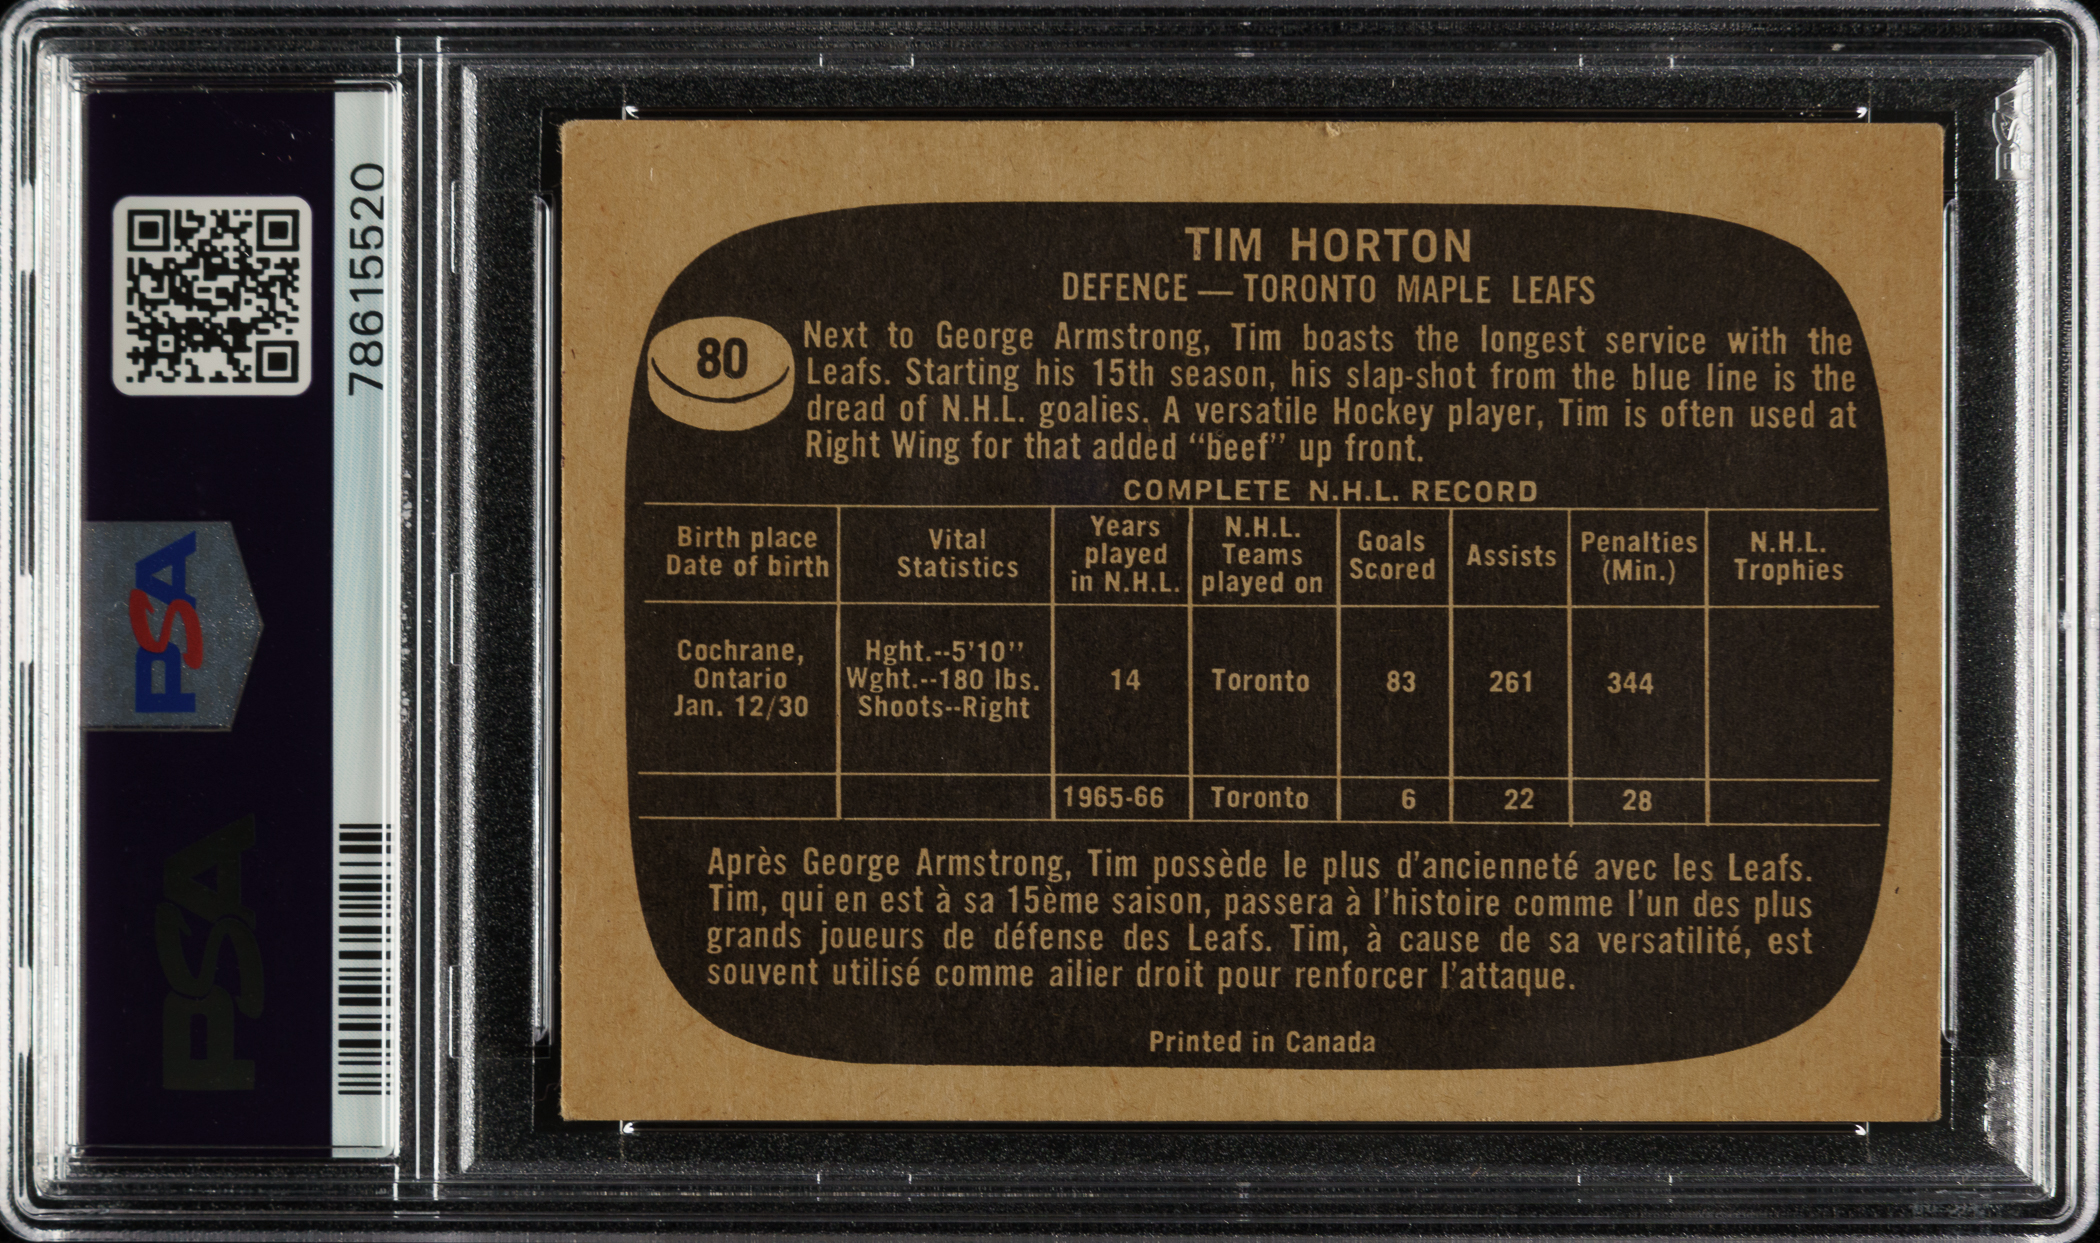 78615520
PSA
PSA
PSA
TIM HORTON
DEFENCE — TORONTO MAPLE LEAFS
80
Next to George Armstrong, Tim boasts the longest service with the
Leafs. Starting his 15th season, his slap-shot from the blue line is the
dread of N.H.L. goalies. A versatile Hockey player, Tim is often used at
Right Wing for that added “beef” up front.
COMPLETE N.H.L. RECORD
Birth place
Date of birth
Vital
Statistics
Years
played
in N.H.L.
N.H.L.
Teams
played on
Goals
Scored
Assists
Penalties
(Min.)
N.H.L.
Trophies
Cochrane,
Ontario
Jan. 12/30
Hght.--5'10''
Wght.--180 lbs.
Shoots--Right
14
Toronto
83
261
344
1965-66
Toronto
6
22
28
Après George Armstrong, Tim possède le plus d'ancienneté avec les Leafs.
Tim, qui en est à sa 15ème saison, passera à l'histoire comme l'un des plus
grands joueurs de défense des Leafs. Tim, à cause de sa versatilité, est
souvent utilisé comme ailier droit pour renforcer l'attaque.
Printed in Canada